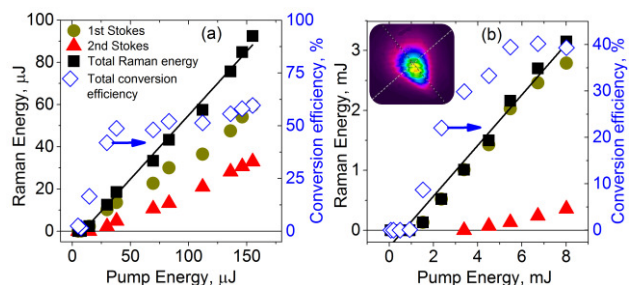 (a)
1st Stokes
2nd Stokes
Total Raman energy
Total conversion
efficiency
Raman Energy, μJ
100
80
60
40
20
0
0 50 100 150
Pump Energy, μJ
100
75
50
25
0
Conversion efficiency, %
(b)
Raman Energy, mJ
3
2
1
0
0 2 4 6 8
Pump Energy, mJ
40
30
20
10
0
Conversion efficiency, %